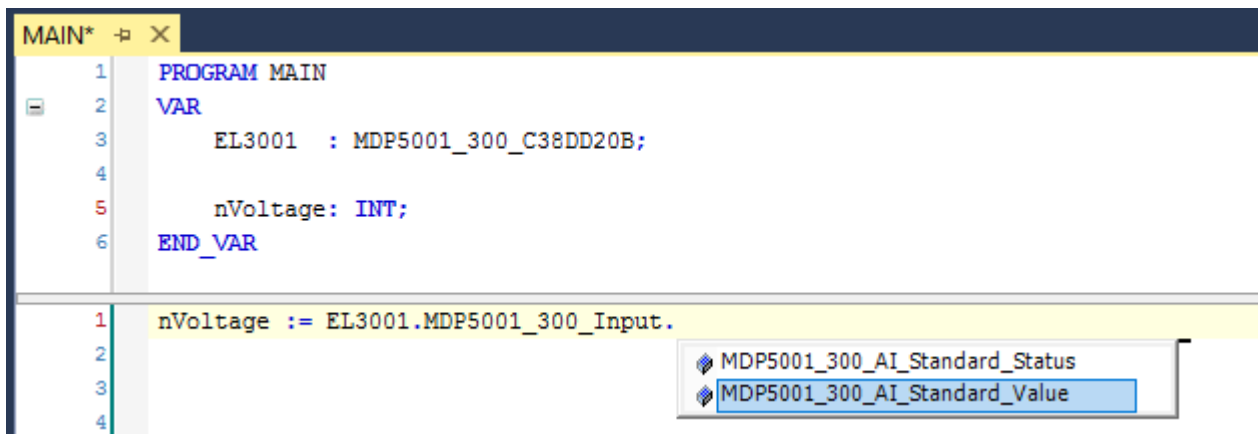 MAIN*
1 PROGRAM MAIN
2 VAR
3 EL3001 : MDP5001_300_C38DD20B;
4
5 nVoltage: INT;
6 END_VAR
1 nVoltage := EL3001.MDP5001_300_Input.
2 MDP5001_300_AI_Standard_Status
3 MDP5001_300_AI_Standard_Value
4